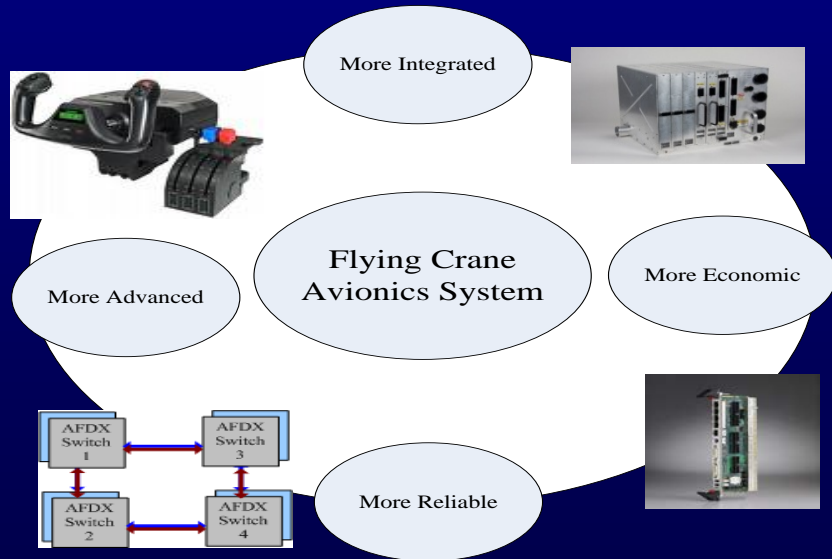 More Integrated
Flying Crane
Avionics System
More Advanced
More Economic
AFDX
Switch
1
AFDX
Switch
3
AFDX
Switch
2
AFDX
Switch
4
More Reliable